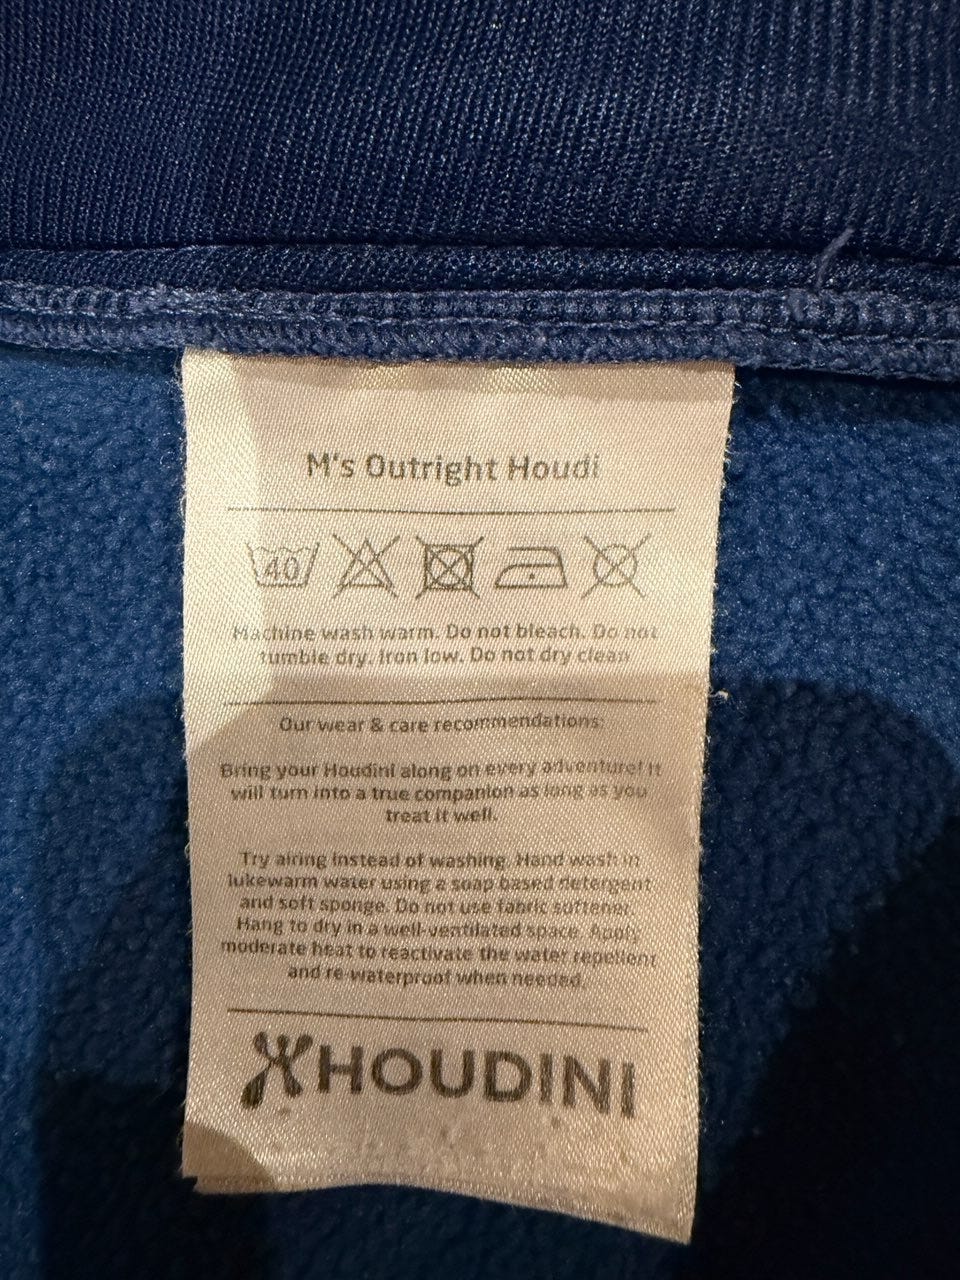 M's Outright Houdi
40
Machine wash warm. Do not bleach. Do not
tumble dry. Iron low. Do not dry clean
Our wear & care recommendations:
Bring your Houdini along on every adventure! It
will turn into a true companion as long as you
treat it well.
Try airing instead of washing. Hand wash in
lukewarm water using a soap based detergent
and soft sponge. Do not use fabric softener.
Hang to dry in a well-ventilated space. Apply
moderate heat to reactivate the water repellent
and re-waterproof when needed.
HOUDINI